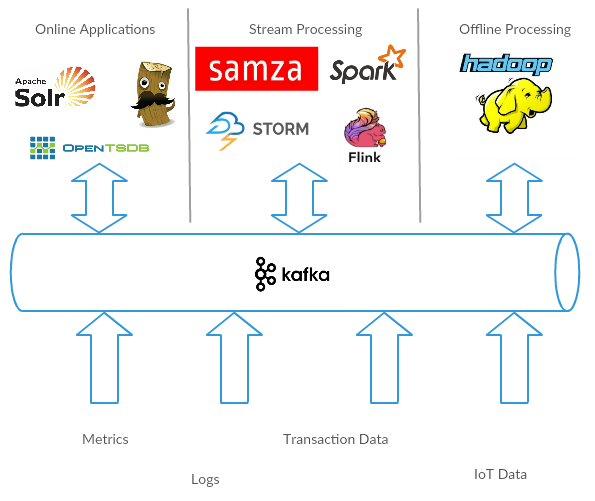 Online Applications
Stream Processing
Offline Processing
Apache
Solr
OPENTSDB
samza
Spark
STORM
Flink
hadoop
kafka
Metrics
Transaction Data
Logs
IoT Data